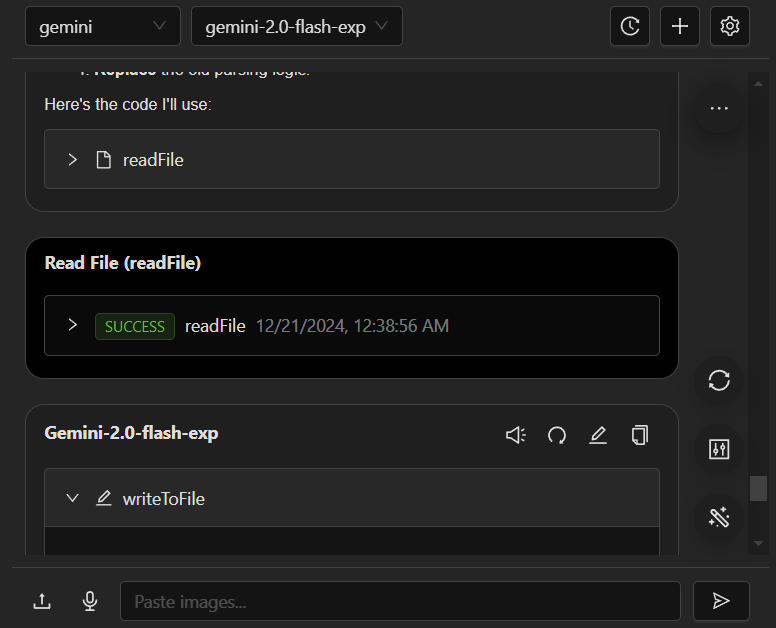 gemini
gemini-2.0-flash-exp
1. Replace the old parsing logic.
Here's the code I'll use:
readFile
Read File (readFile)
SUCCESS readFile 12/21/2024, 12:38:56 AM
Gemini-2.0-flash-exp
writeToFile
Paste images...